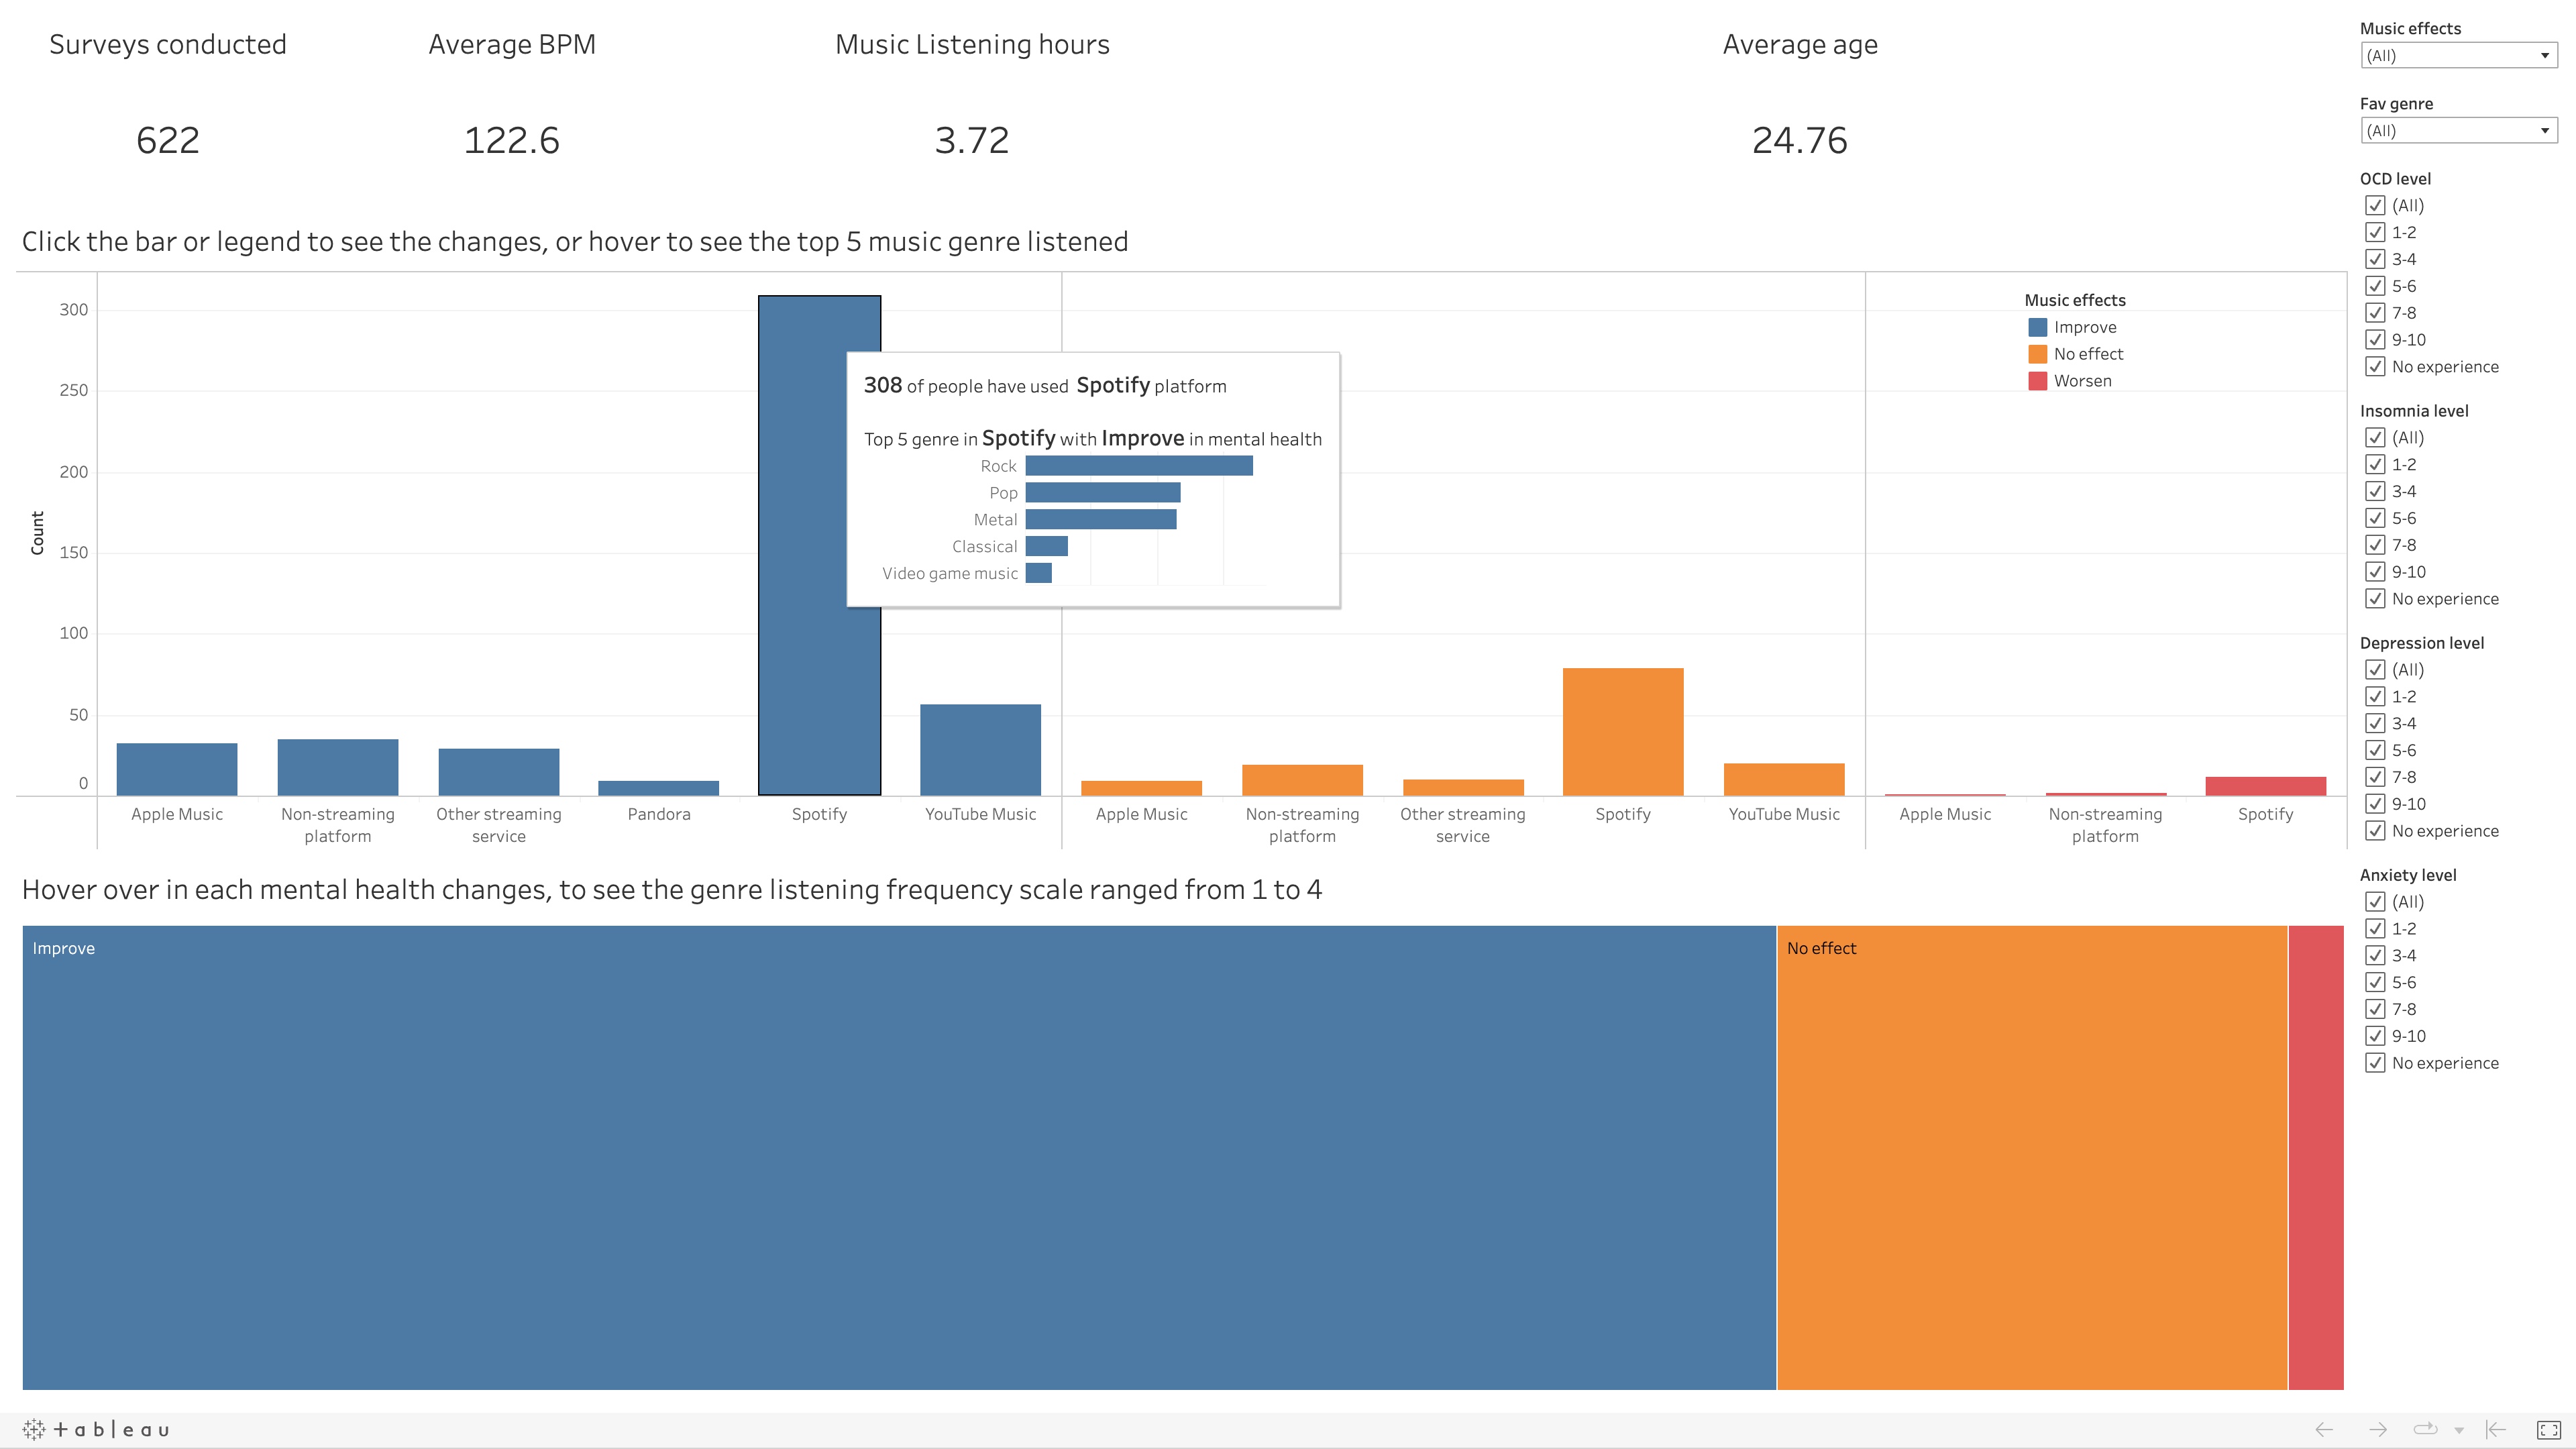 Surveys conducted
622
Average BPM
122.6
Music Listening hours
3.72
Average age
24.76
Click the bar or legend to see the changes, or hover to see the top 5 music genre listened
Count
300
250
200
150
100
50
0
Music effects
Improve
No effect
Worsen
308 of people have used Spotify platform
Top 5 genre in Spotify with Improve in mental health
Rock
Pop
Metal
Classical
Video game music
Apple Music
Non-streaming
platform
Other streaming
service
Pandora
Spotify
YouTube Music
Apple Music
Non-streaming
platform
Other streaming
service
Spotify
YouTube Music
Apple Music
Non-streaming
platform
Spotify
Hover over in each mental health changes, to see the genre listening frequency scale ranged from 1 to 4
Improve
No effect
Music effects
(All)
Fav genre
(All)
OCD level
(All)
1-2
3-4
5-6
7-8
9-10
No experience
Insomnia level
(All)
1-2
3-4
5-6
7-8
9-10
No experience
Depression level
(All)
1-2
3-4
5-6
7-8
9-10
No experience
Anxiety level
(All)
1-2
3-4
5-6
7-8
9-10
No experience
+ableau